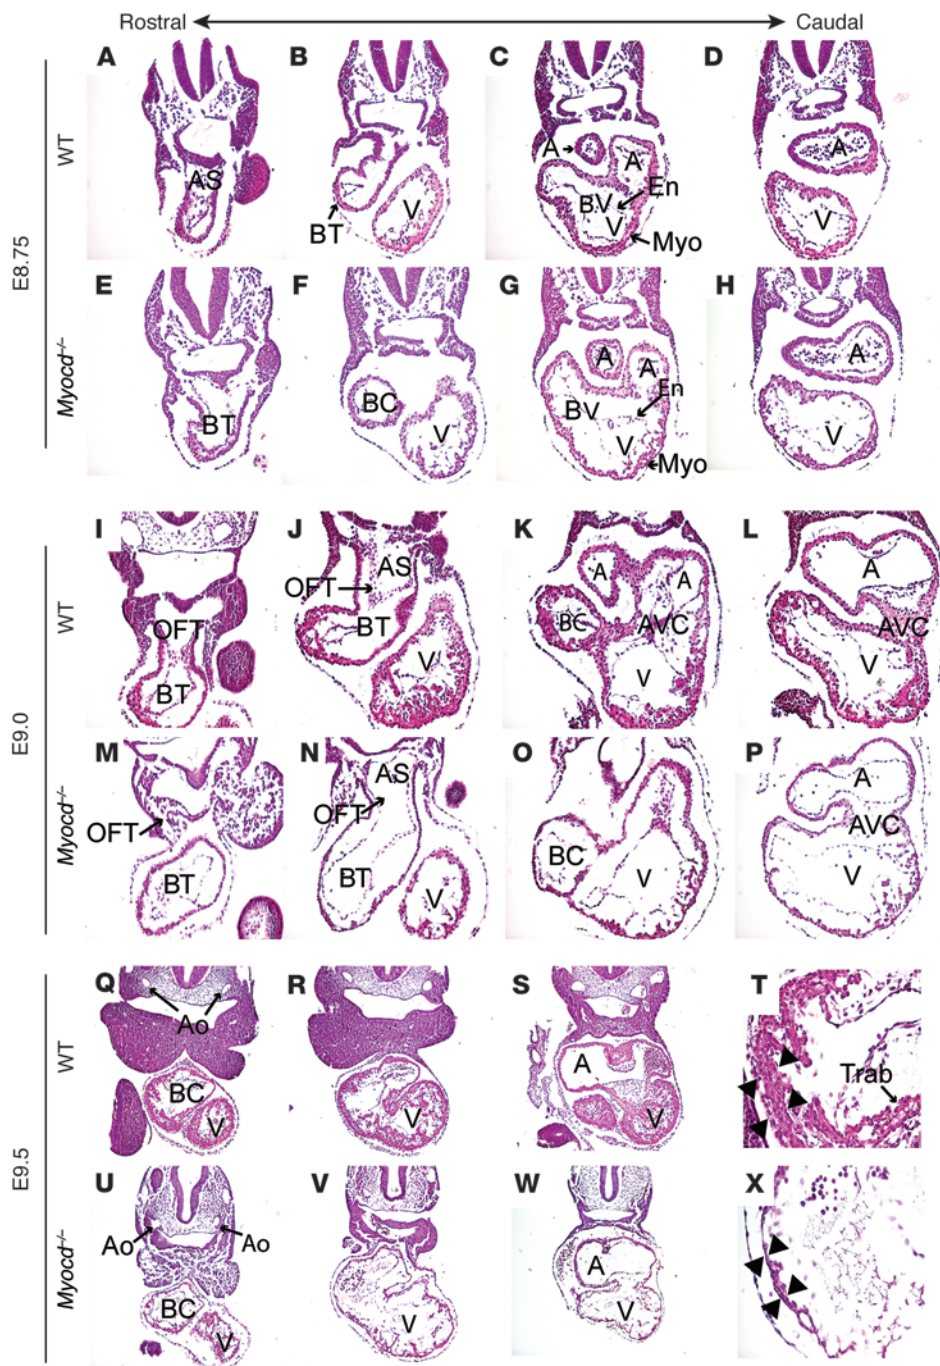 Rostral Caudal
A B C D
WT
E8.75
AS
BT
V
A
A
En
BV
V
Myo
A
V
E F G H
Myocd-/-
BT
BC
V
A
A
En
BV
V
Myo
A
V
I J K L
WT
E9.0
OFT
BT
AS
OFT
BT
V
A
A
BC
AVC
V
A
AVC
V
M N O P
Myocd-/-
OFT
BT
AS
OFT
BT
V
BC
V
A
AVC
V
Q R S T
WT
E9.5
Ao
BC
V
V
A
V
Trab
U V W X
Myocd-/-
Ao
Ao
BC
V
V
A
V